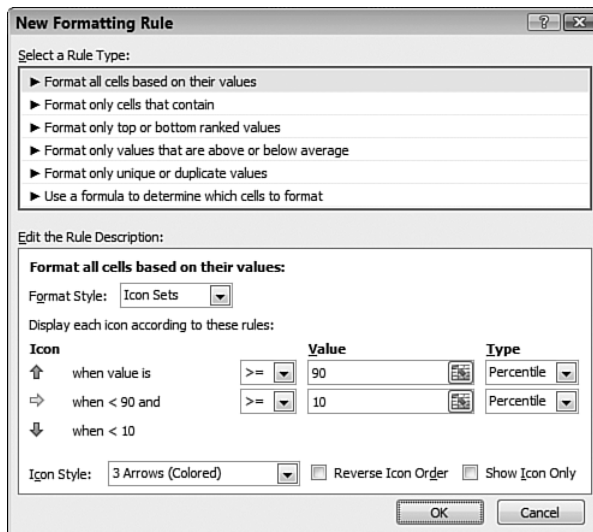 New Formatting Rule
Select a Rule Type:
► Format all cells based on their values
► Format only cells that contain
► Format only top or bottom ranked values
► Format only values that are above or below average
► Format only unique or duplicate values
► Use a formula to determine which cells to format
Edit the Rule Description:
Format all cells based on their values:
Format Style: Icon Sets
Display each icon according to these rules:
Icon Value Type
when value is >= 90 Percentile
when < 90 and >= 10 Percentile
when < 10
Icon Style: 3 Arrows (Colored) Reverse Icon Order Show Icon Only
OK Cancel